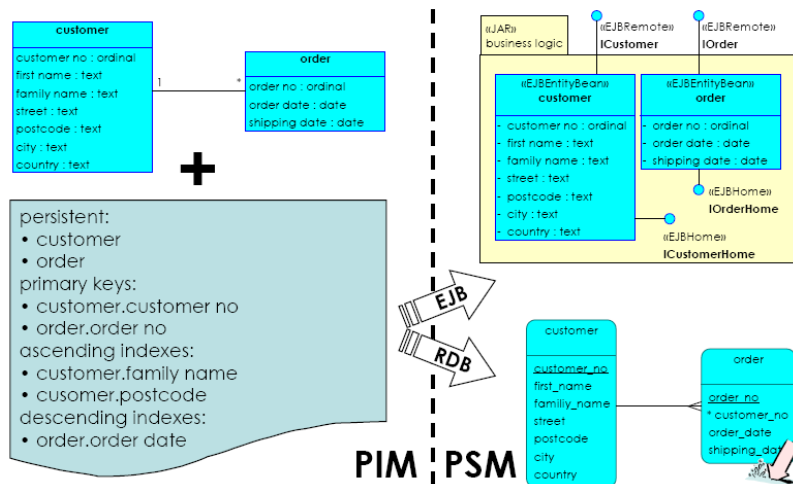 customer
customer no : ordinal
first name : text
family name : text
street : text
postcode : text
city : text
country : text
1
*
order
order no : ordinal
order date : date
shipping date : date
+
persistent:
• customer
• order
primary keys:
• customer.customer no
• order.order no
ascending indexes:
• customer.family name
• cusomer.postcode
descending indexes:
• order.order date
PIM
PSM
EJB
RDB
«JAR»
business logic
«EJBRemote»
ICustomer
«EJBRemote»
IOrder
«EJBEntityBean»
customer
- customer no : ordinal
- first name : text
- family name : text
- street : text
- postcode : text
- city : text
- country : text
«EJBEntityBean»
order
- order no : ordinal
- order date : date
- shipping date : date
«EJBHome»
IOrderHome
«EJBHome»
ICustomerHome
customer
customer_no
first_name
familiy_name
street
postcode
city
country
order
order_no
* customer_no
order_date